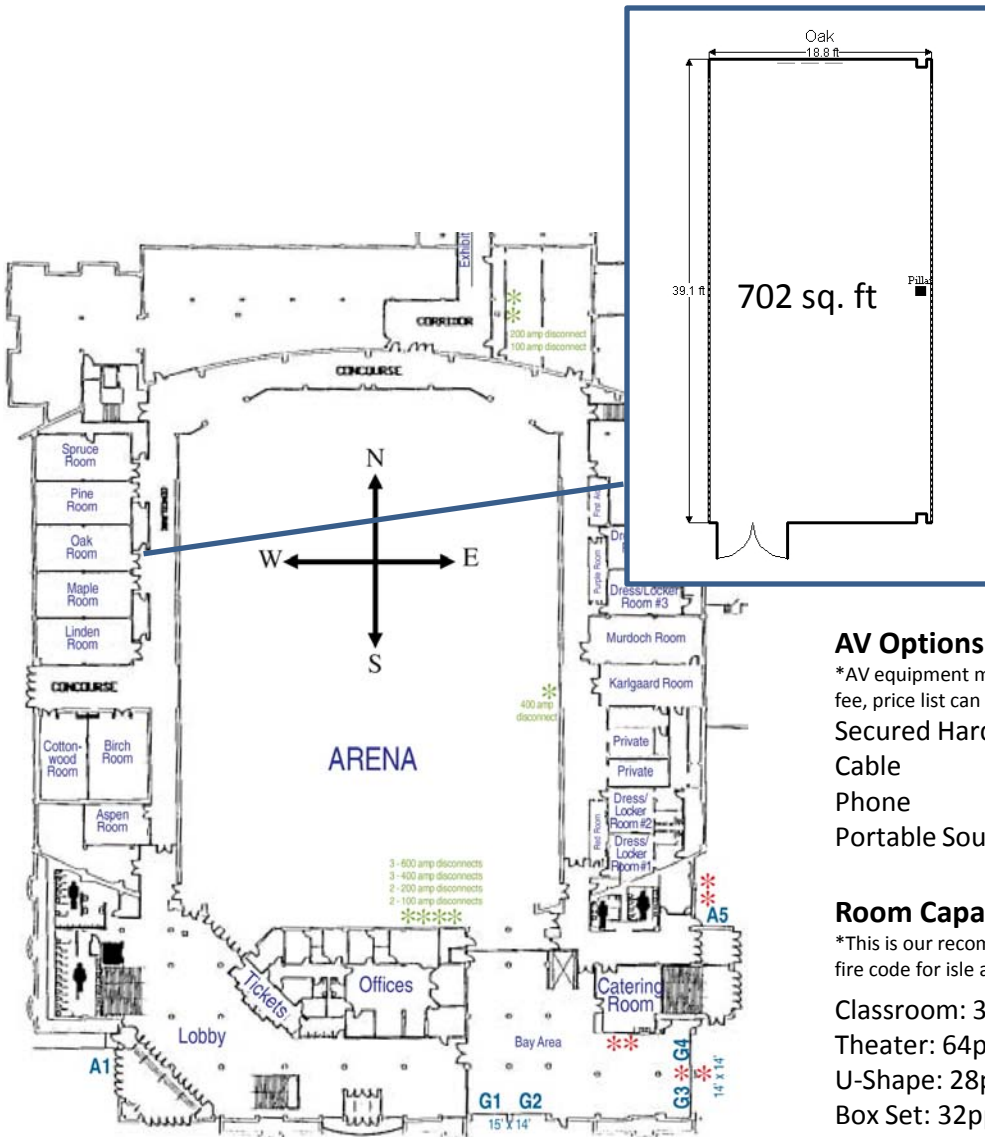 Oak
18.8 ft
39.1 ft
702 sq. ft
Pillar
Exhibit
200 amp disconnect
100 amp disconnect
CORRIDOR
CONCOURSE
Spruce
Room
Pine
Room
Oak
Room
Maple
Room
Linden
Room
CONCOURSE
CONCOURSE
Cotton-
wood
Room
Birch
Room
Aspen
Room
N
W
E
S
ARENA
400 amp
disconnect
3 - 600 amp disconnects
3 - 400 amp disconnects
2 - 200 amp disconnects
2 - 100 amp disconnects
****
First
Purple Room
Dress/Locker
Room #3
Murdoch Room
Karlgaard Room
Private
Private
Dress/
Locker
Room #2
Dress/
Locker
Room #1
Red Room
A5
Tickets
Offices
Catering
Room
Lobby
Bay Area
A1
G1 G2
15' x 14'
G3 G4
14' x 14'
AV Options
*AV equipment m
fee, price list can
Secured Hard
Cable
Phone
Portable Sou
Room Capa
*This is our recon
fire code for isle a
Classroom: 3
Theater: 64p
U-Shape: 28p
Box Set: 32p